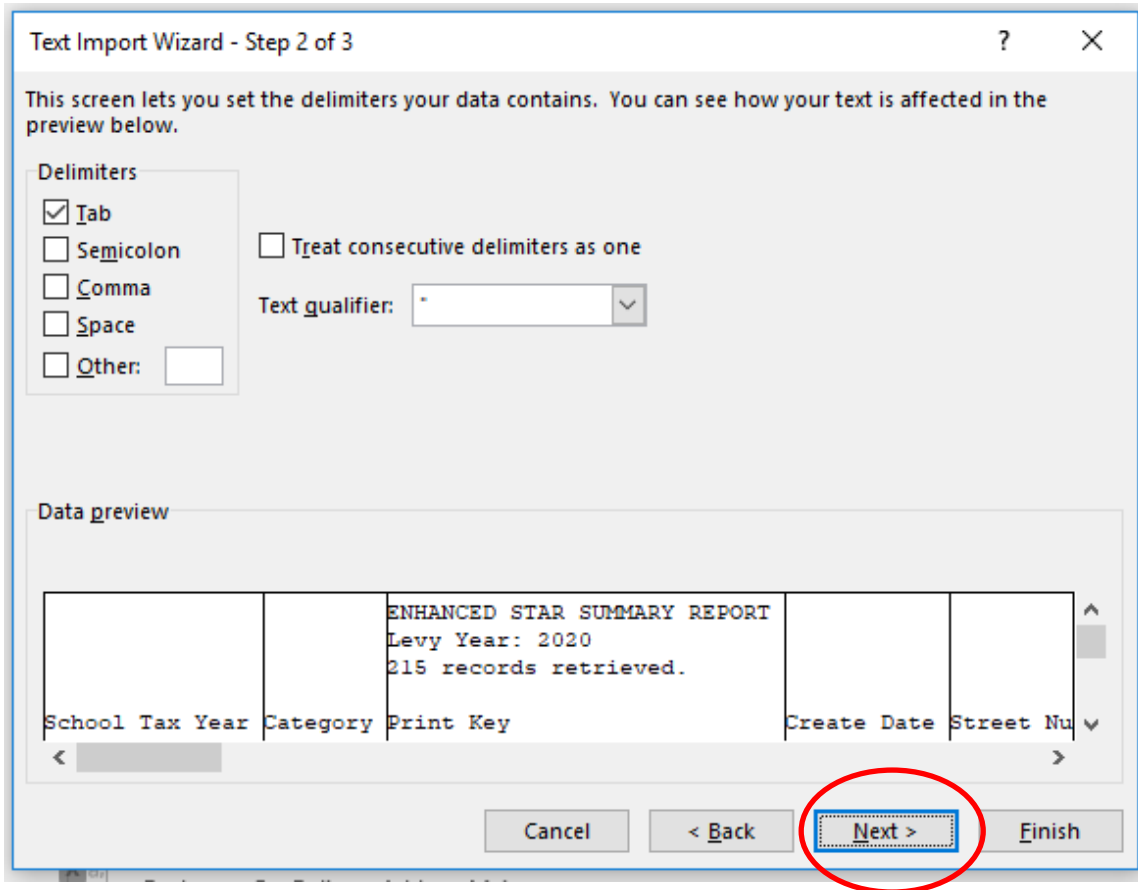 Text Import Wizard - Step 2 of 3
?
This screen lets you set the delimiters your data contains.  You can see how your text is affected in the
preview below.
Delimiters
Tab
Semicolon
Comma
Space
Other:
Treat consecutive delimiters as one
Text qualifier: "
Data preview
ENHANCED STAR SUMMARY REPORT
Levy Year: 2020
215 records retrieved.
School Tax Year Category Print Key Create Date Street Nu
Cancel < Back Next > Finish